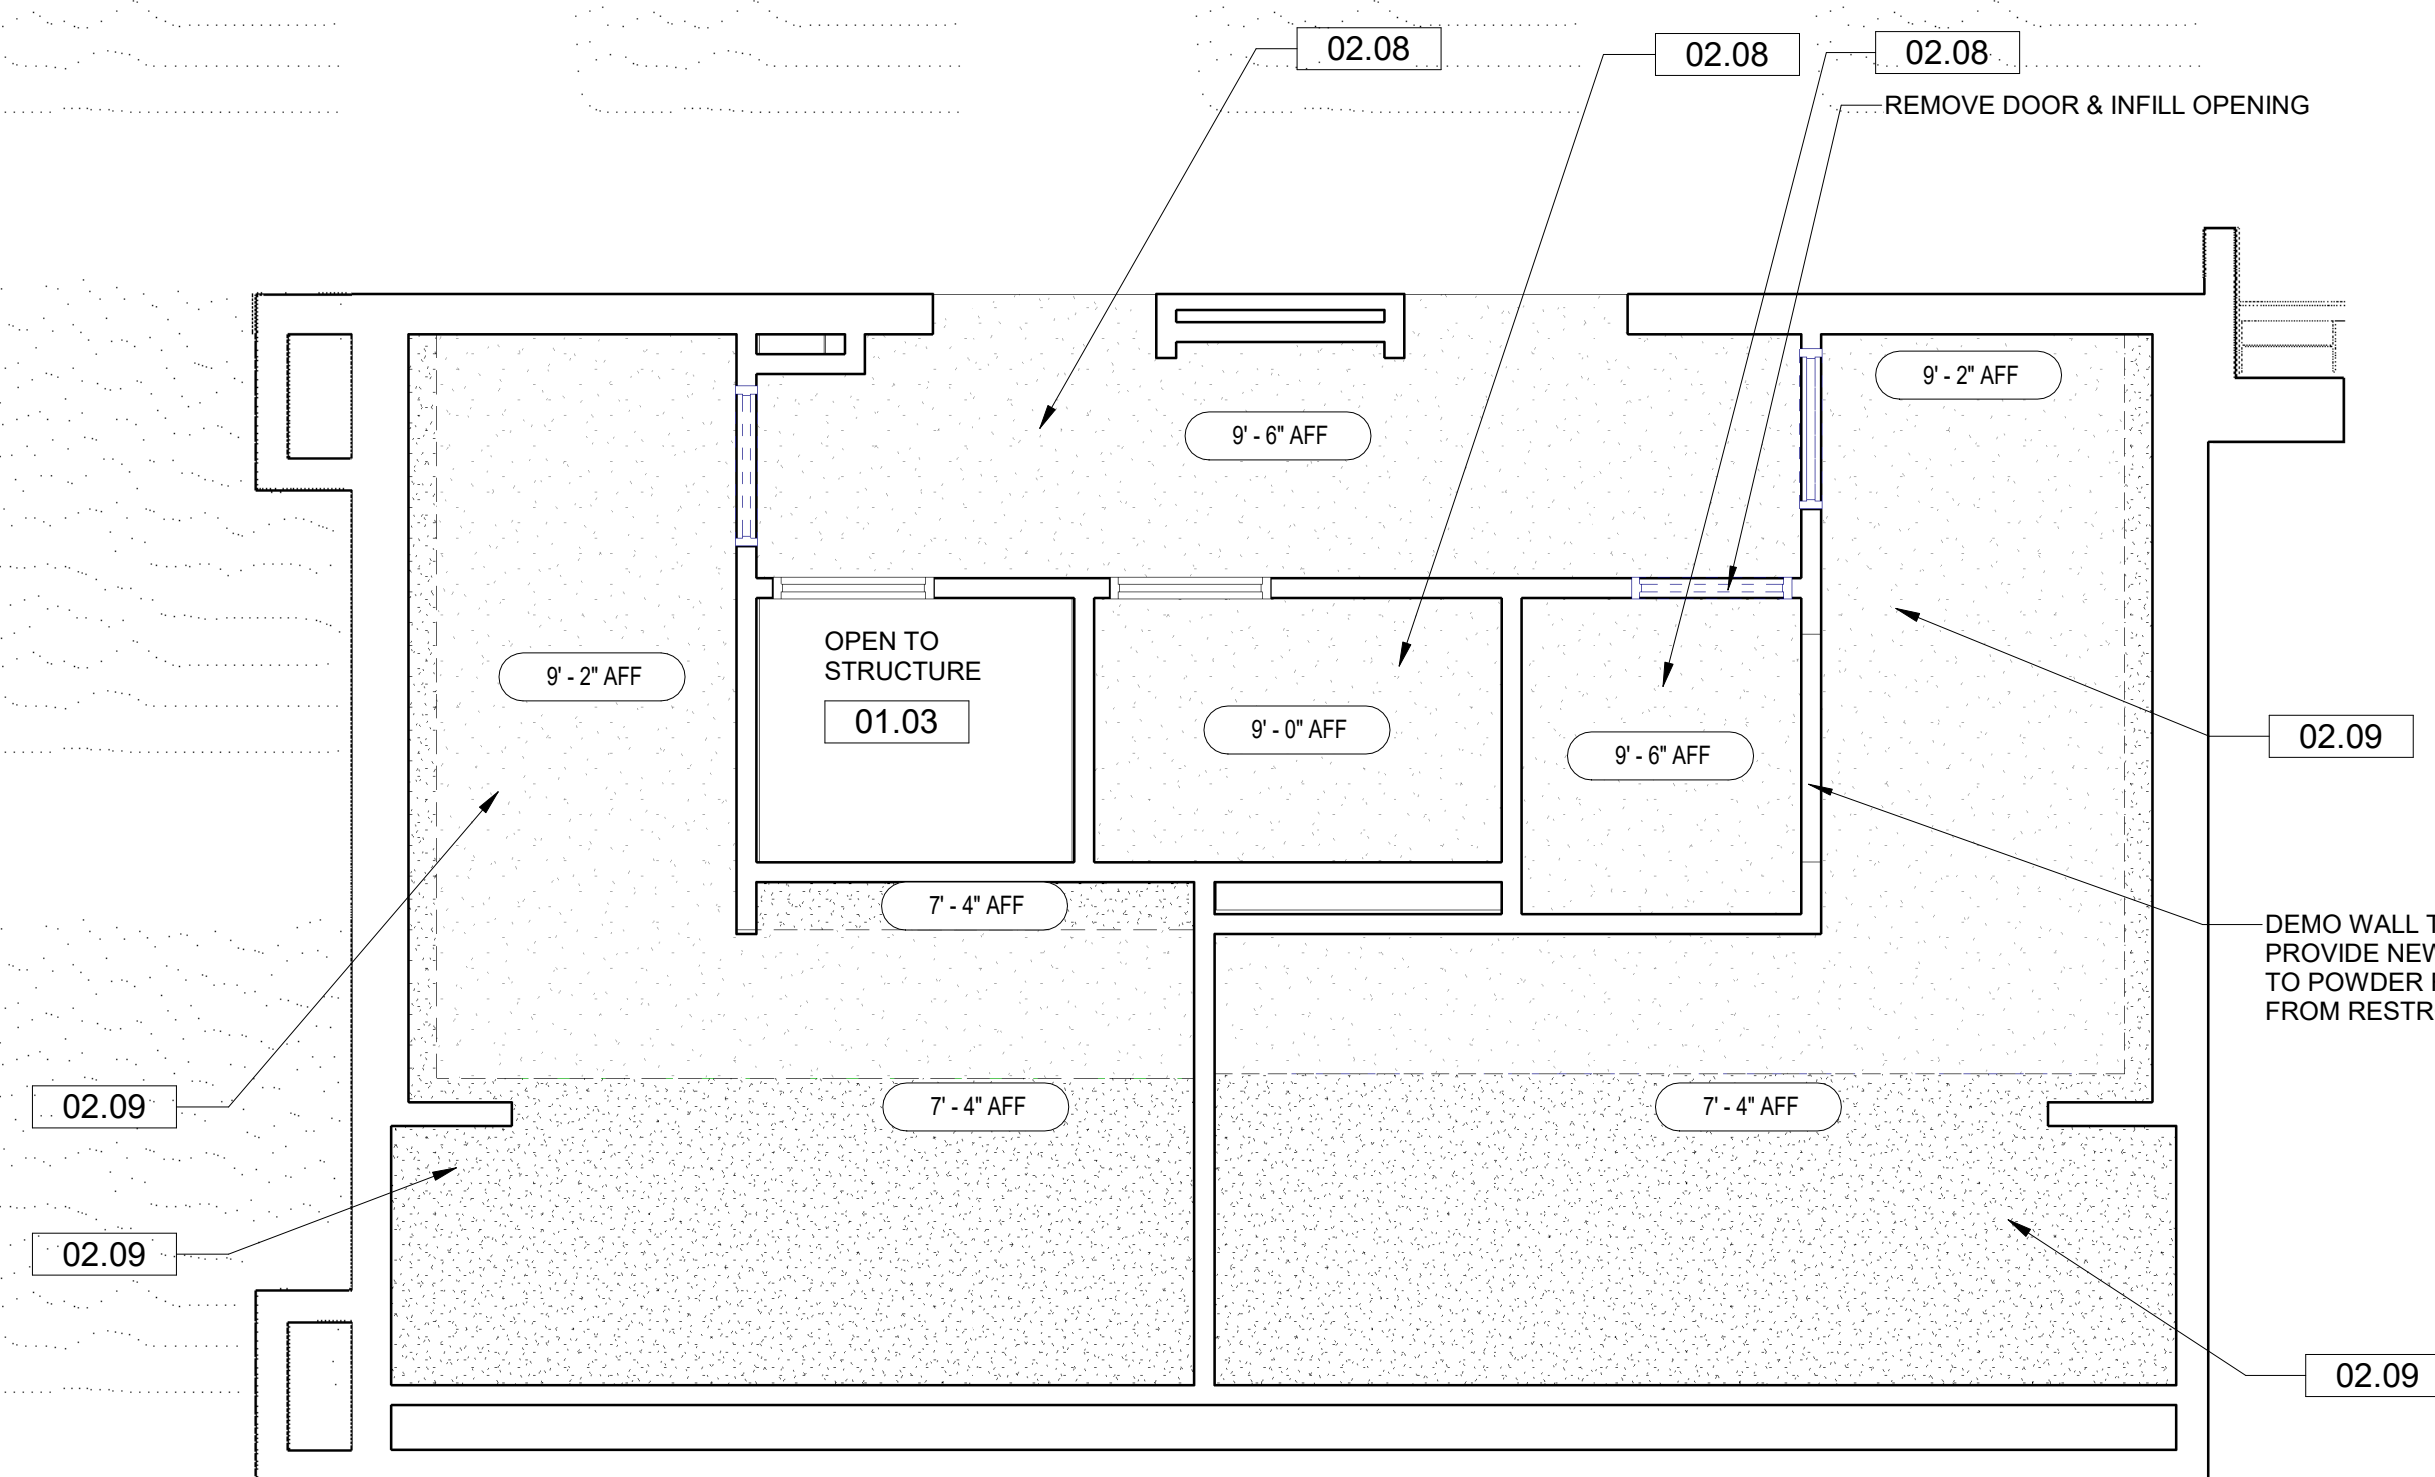 02.08
02.08
02.08
REMOVE DOOR & INFILL OPENING
9' - 2" AFF
9' - 6" AFF
OPEN TO
STRUCTURE
01.03
9' - 2" AFF
9' - 0" AFF
9' - 6" AFF
02.09
7' - 4" AFF
DEMO WALL
PROVIDE
TO POWDER
FROM
02.09
7' - 4" AFF
7' - 4" AFF
02.09
02.09